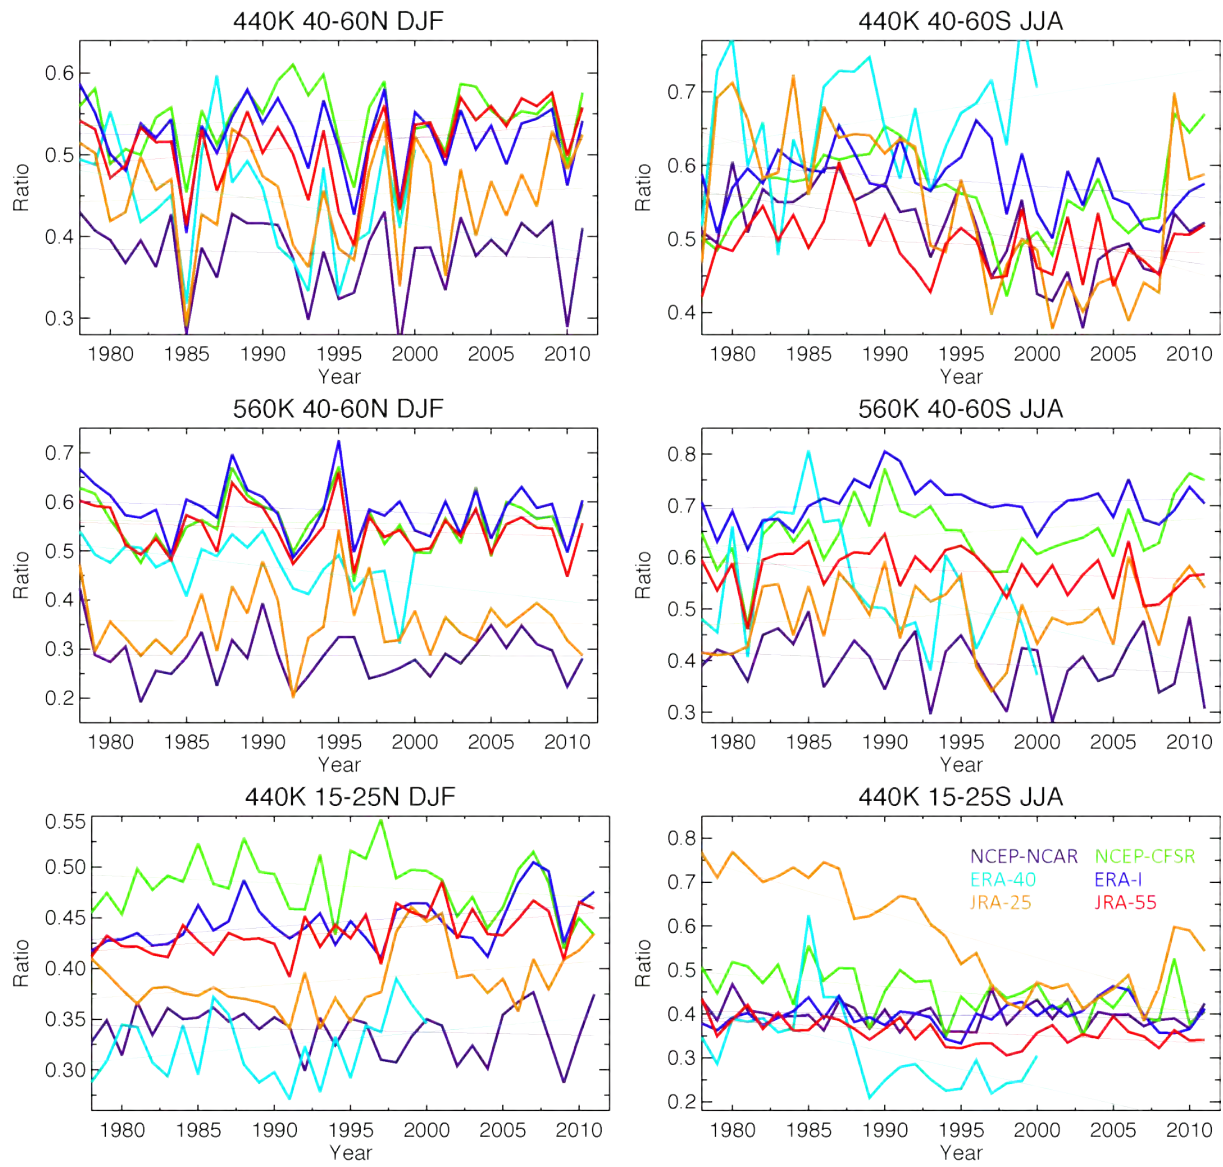 440K 40-60N DJF
0.6
0.5
0.4
0.3
Ratio
1980 1985 1990 1995 2000 2005 2010
Year
440K 40-60S JJA
0.7
0.6
0.5
0.4
Ratio
1980 1985 1990 1995 2000 2005 2010
Year
560K 40-60N DJF
0.7
0.6
0.5
0.4
0.3
0.2
Ratio
1980 1985 1990 1995 2000 2005 2010
Year
560K 40-60S JJA
0.8
0.7
0.6
0.5
0.4
0.3
Ratio
1980 1985 1990 1995 2000 2005 2010
Year
440K 15-25N DJF
0.55
0.50
0.45
0.40
0.35
0.30
Ratio
1980 1985 1990 1995 2000 2005 2010
Year
440K 15-25S JJA
0.8
0.7
0.6
0.5
0.4
0.3
0.2
Ratio
NCEP-NCAR NCEP-CFSR
ERA-40 ERA-I
JRA-25 JRA-55
1980 1985 1990 1995 2000 2005 2010
Year